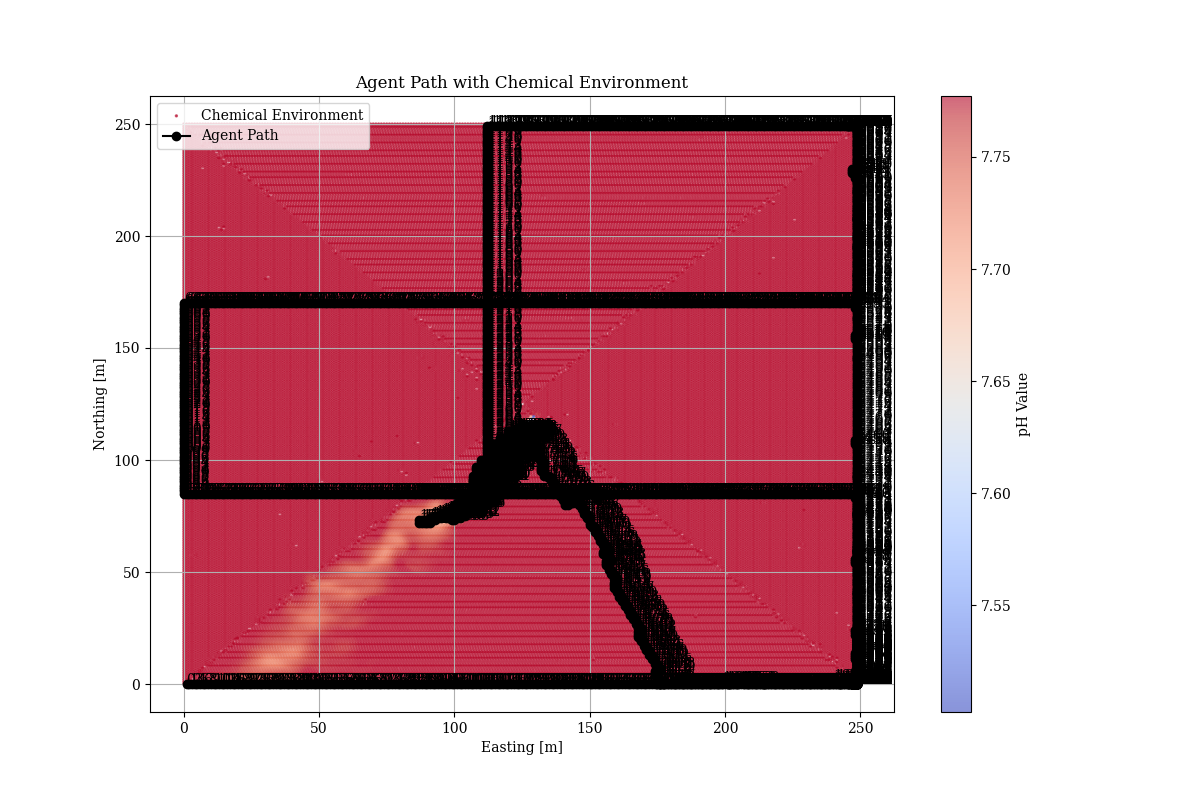 Agent Path with Chemical Environment
Chemical Environment
Agent Path
250
200
150
100
50
0
Northing [m]
0 50 100 150 200 250
Easting [m]
7.75
7.70
7.65
7.60
7.55
pH Value